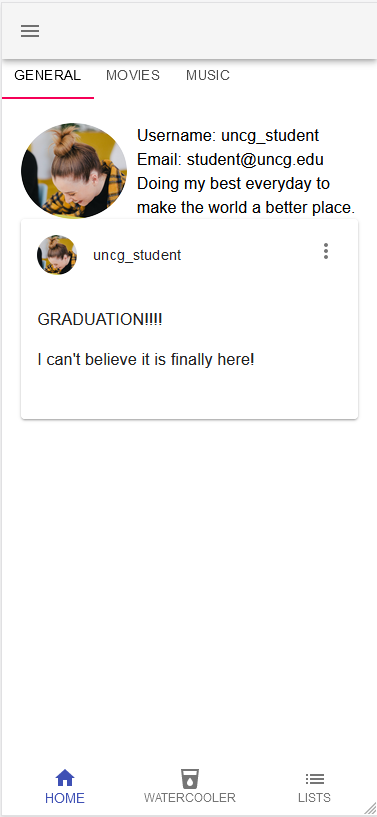 GENERAL MOVIES MUSIC
Username: uncg_student
Email: student@uncg.edu
Doing my best everyday to
make the world a better place.
uncg_student
GRADUATION!!!!
I can't believe it is finally here!
HOME WATERCOOLER LISTS